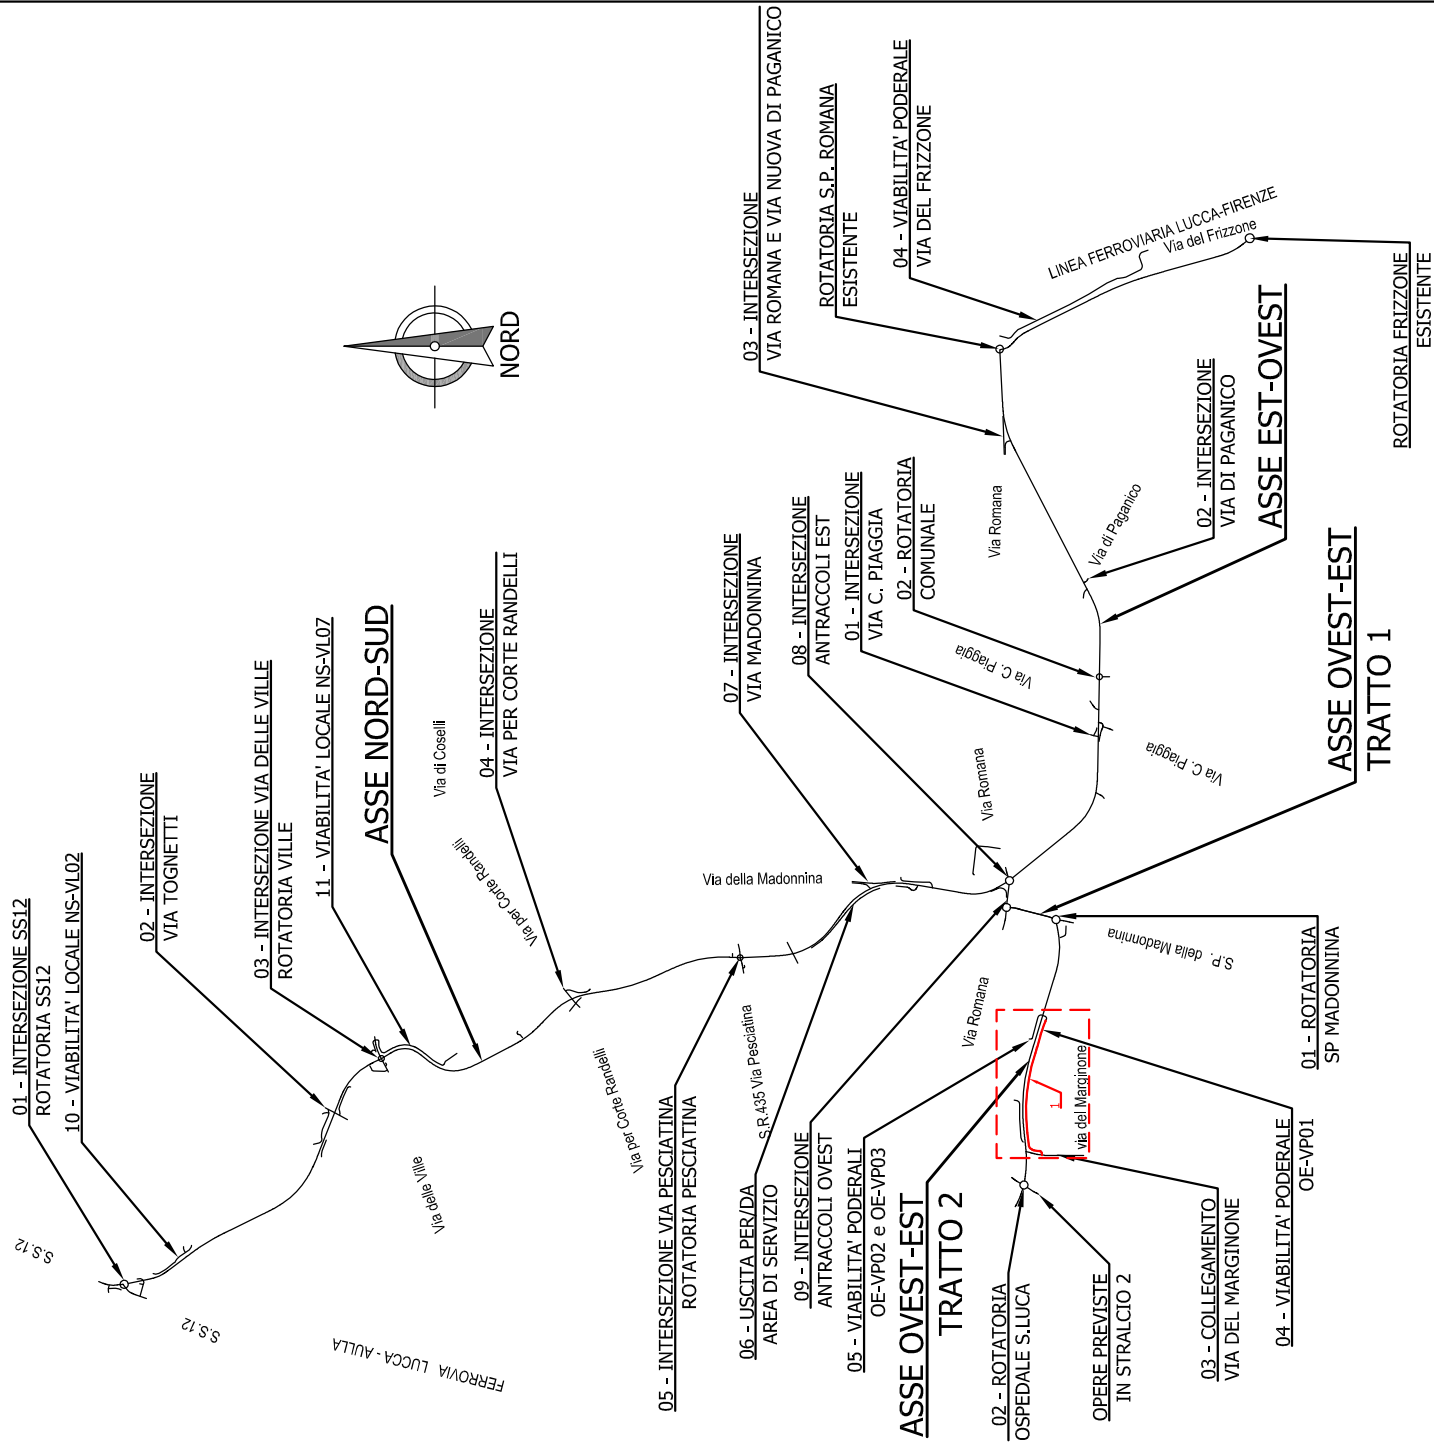 01 - INTERSEZIONE SS12
ROTATORIA SS12
10 - VIABILITA' LOCALE NS-VL02
02 - INTERSEZIONE
VIA TOGNETTI
03 - INTERSEZIONE VIA DELLE VILLE
ROTATORIA VILLE
11 - VIABILITA' LOCALE NS-VL07
ASSE NORD-SUD
Via di Coselli
04 - INTERSEZIONE
VIA PER CORTE RANDELLI
Via per Corte Randelli
NORD
S.S.12
S.S.12
FERROVIA LUCCA - AULLA
Via delle Ville
Via per Corte Randelli
05 - INTERSEZIONE VIA PESCIATINA
ROTATORIA PESCIATINA
S.R.435 Via Pesciatina
06 - USCITA PER/DA
AREA DI SERVIZIO
Via della Madonnina
07 - INTERSEZIONE
VIA MADONNINA
08 - INTERSEZIONE
ANTRACCOLI EST
09 - INTERSEZIONE
ANTRACCOLI OVEST
01 - INTERSEZIONE
VIA C. PIAGGIA
02 - ROTATORIA
COMUNALE
03 - INTERSEZIONE
VIA ROMANA E VIA NUOVA DI PAGANICO
ROTATORIA S.P. ROMANA
ESISTENTE
04 - VIABILITA' PODERALE
VIA DEL FRIZZONE
LINEA FERROVIARIA LUCCA-FIRENZE
Via del Frizzone
ROTATORIA FRIZZONE
ESISTENTE
Via Romana
Via di Paganico
02 - INTERSEZIONE
VIA DI PAGANICO
ASSE EST-OVEST
Via C. Piaggia
Via C. Piaggia
Via Romana
ASSE OVEST-EST
TRATTO 1
S.P. della Madonnina
01 - ROTATORIA
SP MADONNINA
Via Romana
05 - VIABILITA' PODERALI
OE-VP02 e OE-VP03
ASSE OVEST-EST
TRATTO 2
1
via del Marginone
02 - ROTATORIA
OSPEDALE S.LUCA
OPERE PREVISTE
IN STRALCIO 2
03 - COLLEGAMENTO
VIA DEL MARGINONE
04 - VIABILITA' PODERALE
OE-VP01